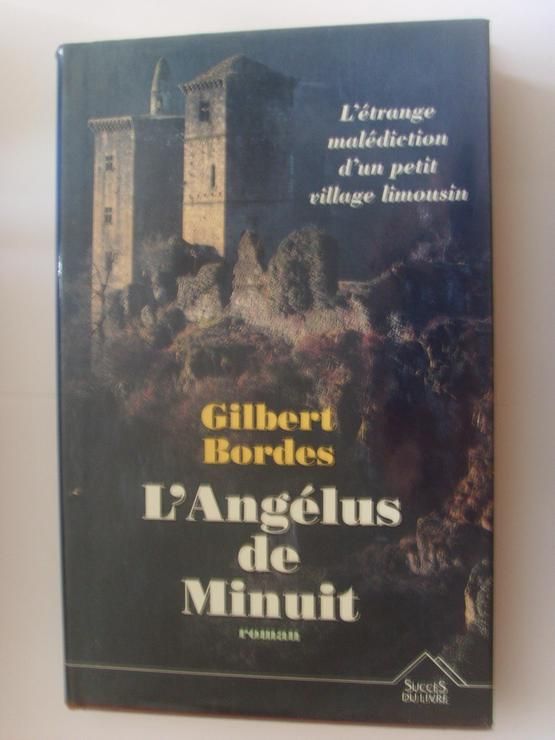 L'étrange
malédiction
d'un petit
village limousin
Gilbert
Bordes
L'Angélus
de
Minuit
roman
SUCCÈS
DU LIVRE